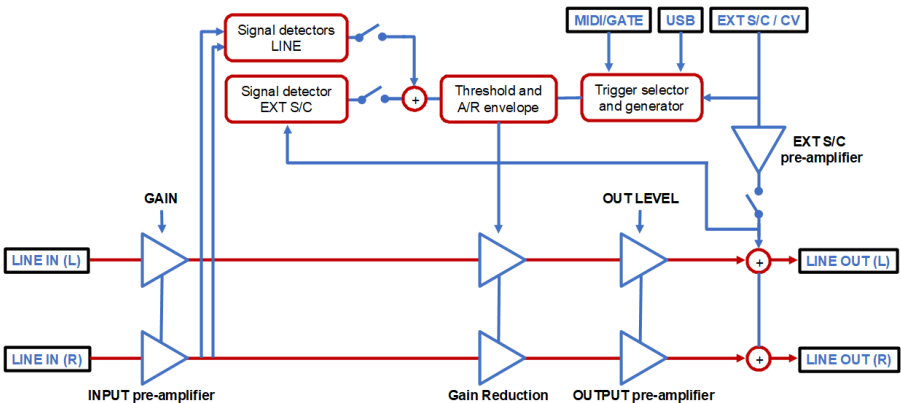 Signal detectors
LINE
MIDI/GATE
USB
EXT S/C / CV
Signal detector
EXT S/C
+
Threshold and
A/R envelope
Trigger selector
and generator
EXT S/C
pre-amplifier
GAIN
OUT LEVEL
LINE IN (L)
+
LINE OUT (L)
LINE IN (R)
+
LINE OUT (R)
INPUT pre-amplifier
Gain Reduction
OUTPUT pre-amplifier